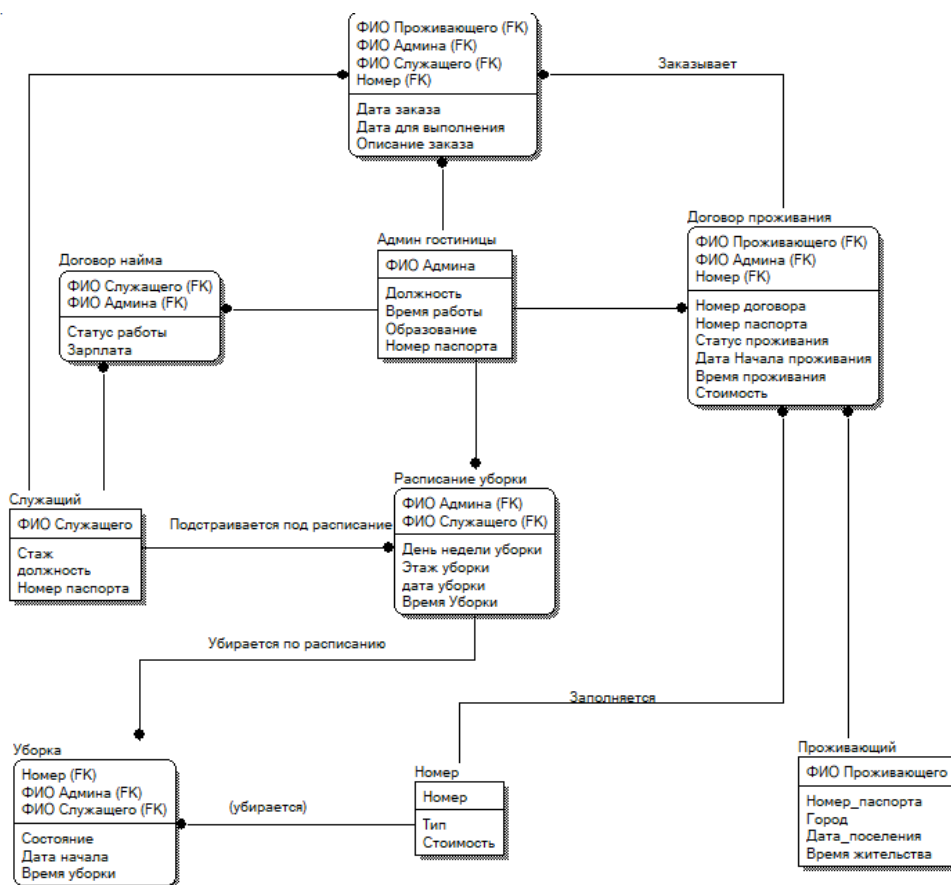 ФИО Проживающего (FK)
ФИО Админа (FK)
ФИО Служащего (FK)
Номер (FK)
Дата заказа
Дата для выполнения
Описание заказа
Заказывает
Договор проживания
ФИО Проживающего (FK)
ФИО Админа (FK)
Номер (FK)
Номер договора
Номер паспорта
Статус проживания
Дата Начала проживания
Время проживания
Стоимость
Админ гостиницы
ФИО Админа
Должность
Время работы
Образование
Номер паспорта
Договор найма
ФИО Служащего (FK)
ФИО Админа (FK)
Статус работы
Зарплата
Служащий
ФИО Служащего
Стаж
должность
Номер паспорта
Подстраивается под расписание
Расписание уборки
ФИО Админа (FK)
ФИО Служащего (FK)
День недели уборки
Этаж уборки
дата уборки
Время Уборки
Убирается по расписанию
Заполняется
Уборка
Номер (FK)
ФИО Админа (FK)
ФИО Служащего (FK)
Состояние
Дата начала
Время уборки
(убирается)
Номер
Номер
Тип
Стоимость
Проживающий
ФИО Проживающего
Номер_паспорта
Город
Дата_поселения
Время жительства